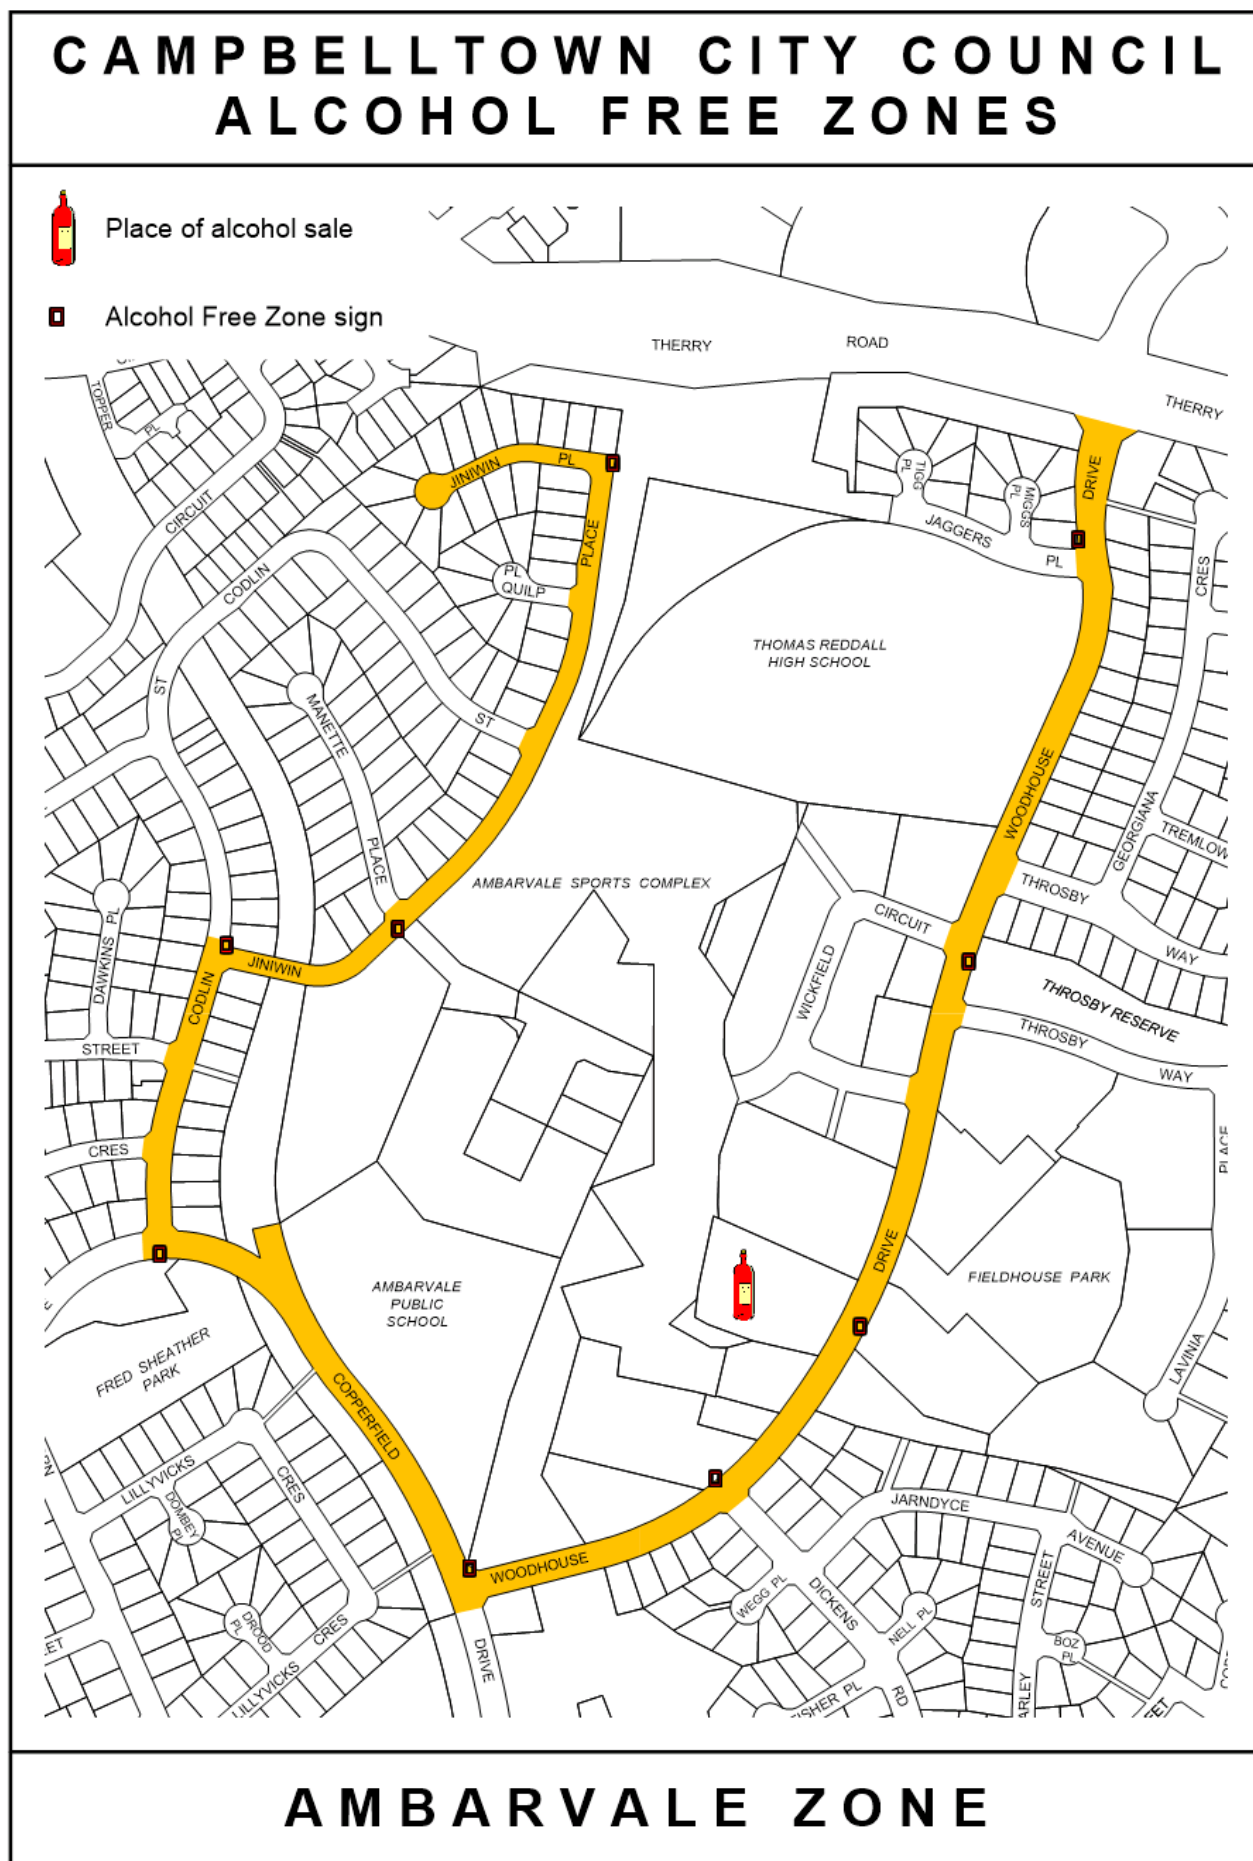 CAMPBELLTOWN CITY COUNCIL
ALCOHOL FREE ZONES
Place of alcohol sale
Alcohol Free Zone sign
THERRY
ROAD
THERRY
TOPPER
PL
CIRCUIT
JINIWIN
PL
PLACE
TIGG
PL
MIGGS
PL
DRIVE
JAGGERS
PL
CRES
CODLIN
PL
QUILP
THOMAS REDDALL
HIGH SCHOOL
ST
MANETTE
ST
PLACE
WOODHOUSE
GEORGIANA
TREMLOW
AMBARVALE SPORTS COMPLEX
THROSBY
WAY
CIRCUIT
DAWKINS
PL
JINIWIN
CODLIN
WICKFIELD
THROSBY RESERVE
THROSBY
WAY
STREET
CRES
PLACE
DRIVE
FIELDHOUSE PARK
AMBARVALE
PUBLIC
SCHOOL
FRED SHEATHER
PARK
LAVINIA
COPPERFIELD
LILLYVICKS
CRES
DOMBEY
PL
JARNDYCE
AVENUE
WOODHOUSE
STREET
WEGG PL
DICKENS
NELL PL
DROOD
PL
CRES
LILLYVICKS
DRIVE
BOZ
PL
RD